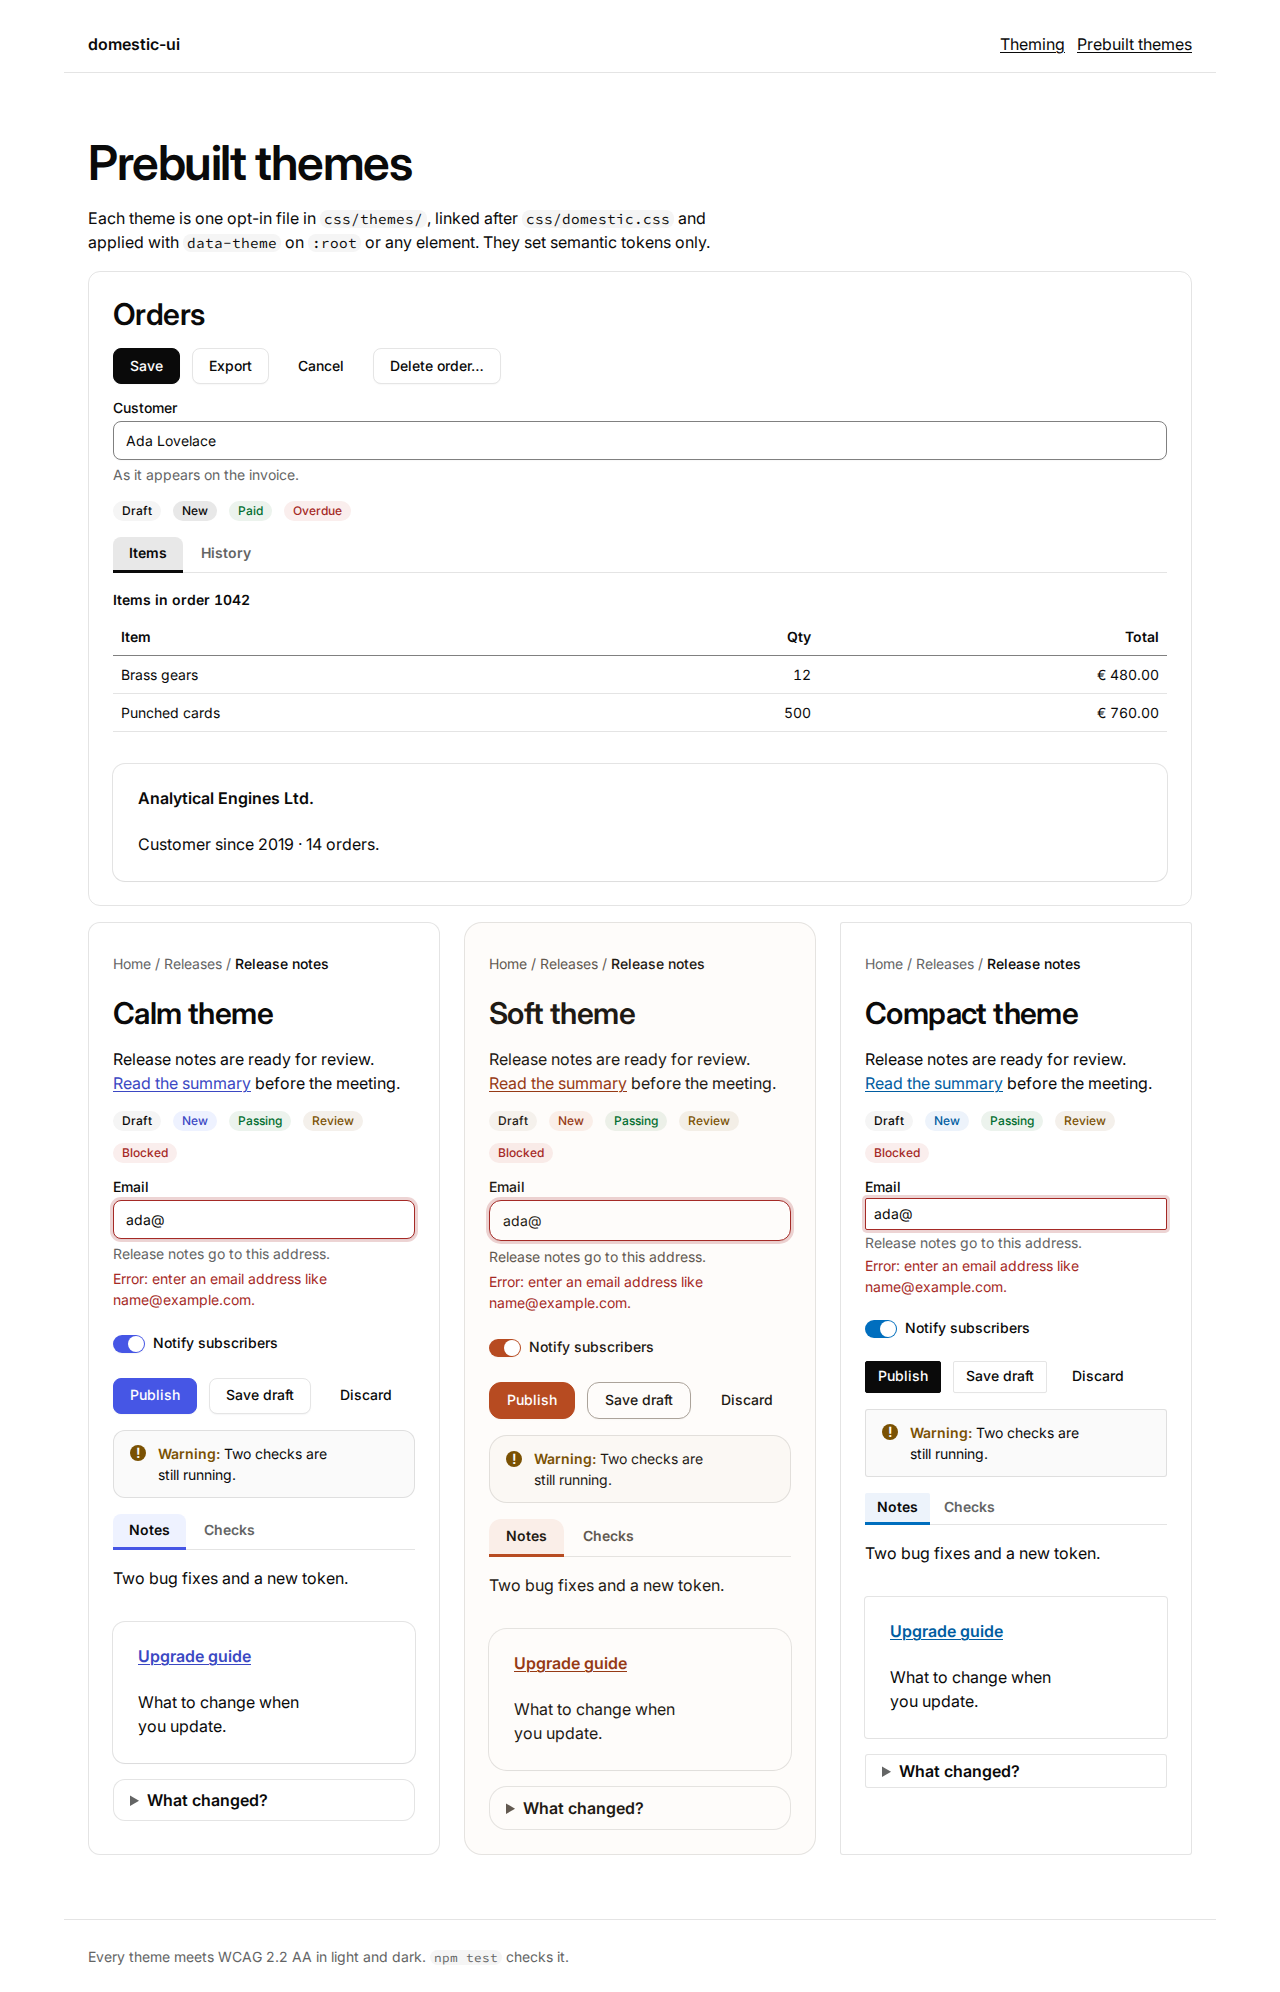 domestic-ui
Theming Prebuilt themes
Prebuilt themes
Each theme is one opt-in file in css/themes/, linked after css/domestic.css and
applied with data-theme on :root or any element. They set semantic tokens only.
Orders
Save Export Cancel Delete order…
Customer
Ada Lovelace
As it appears on the invoice.
Draft New Paid Overdue
Items History
Items in order 1042
Item Qty Total
Brass gears 12 € 480.00
Punched cards 500 € 760.00
Analytical Engines Ltd.
Customer since 2019 · 14 orders.
Home / Releases / Release notes
Calm theme
Release notes are ready for review.
Read the summary before the meeting.
Draft New Passing Review
Blocked
Email
ada@
Release notes go to this address.
Error: enter an email address like
name@example.com.
Notify subscribers
Publish Save draft Discard
Warning: Two checks are
still running.
Notes Checks
Two bug fixes and a new token.
Upgrade guide
What to change when
you update.
What changed?
Home / Releases / Release notes
Soft theme
Release notes are ready for review.
Read the summary before the meeting.
Draft New Passing Review
Blocked
Email
ada@
Release notes go to this address.
Error: enter an email address like
name@example.com.
Notify subscribers
Publish Save draft Discard
Warning: Two checks are
still running.
Notes Checks
Two bug fixes and a new token.
Upgrade guide
What to change when
you update.
What changed?
Home / Releases / Release notes
Compact theme
Release notes are ready for review.
Read the summary before the meeting.
Draft New Passing Review
Blocked
Email
ada@
Release notes go to this address.
Error: enter an email address like
name@example.com.
Notify subscribers
Publish Save draft Discard
Warning: Two checks are
still running.
Notes Checks
Two bug fixes and a new token.
Upgrade guide
What to change when
you update.
What changed?
Every theme meets WCAG 2.2 AA in light and dark. npm test checks it.